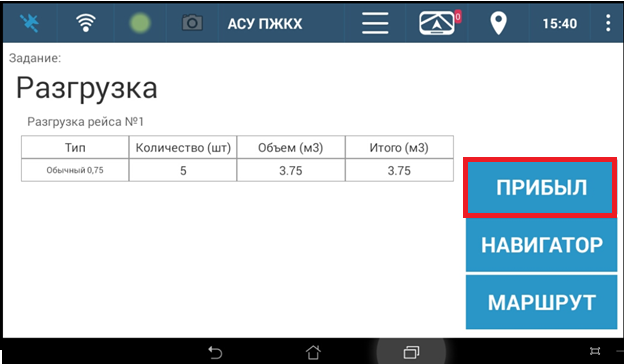 АСУ ПЖКХ 0 15:40
Задание:
Разгрузка
Разгрузка рейса №1
Тип Количество (шт) Объем (м3) Итого (м3)
Обычный 0,75 5 3.75 3.75
ПРИБЫЛ
НАВИГАТОР
МАРШРУТ